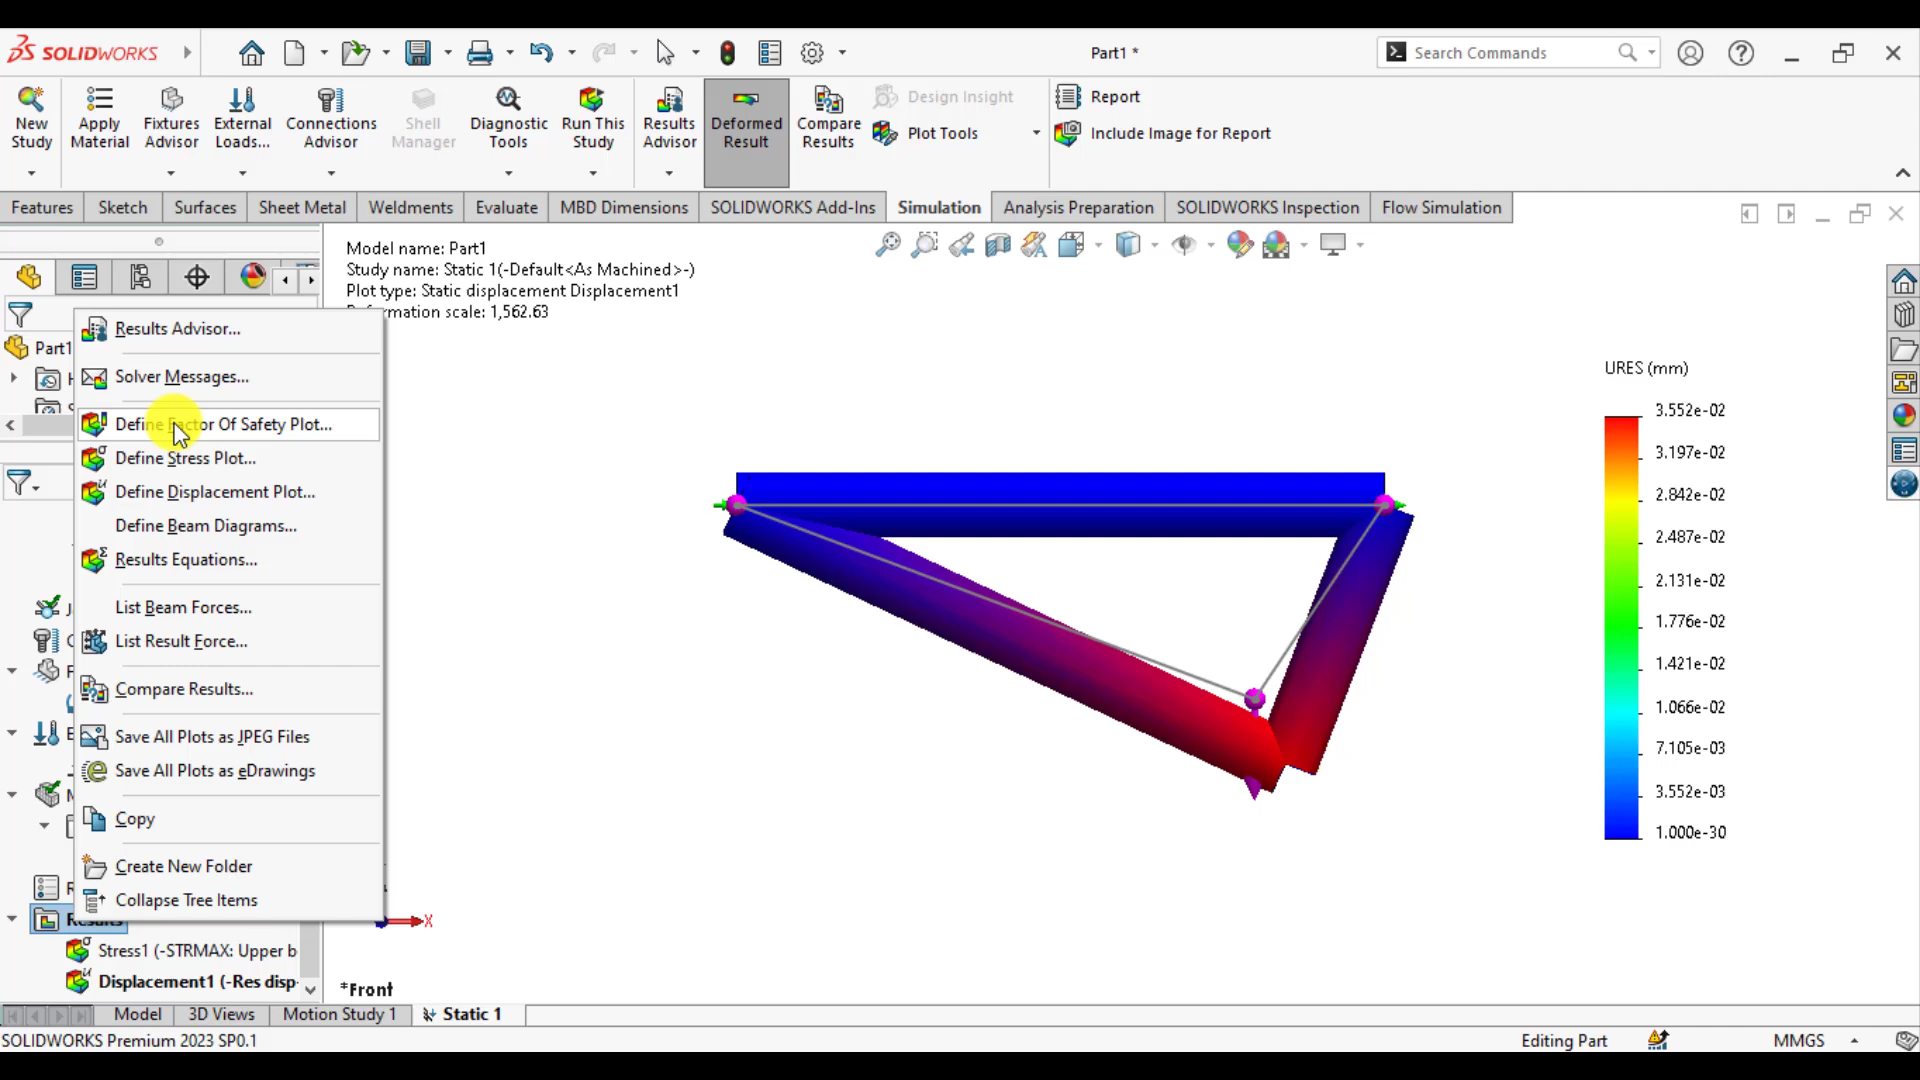 SOLIDWORKS
Part1 *
Search Commands
New Study
Apply Material
Fixtures Advisor
External Loads...
Connections Advisor
Shell Manager
Diagnostic Tools
Run This Study
Results Advisor
Deformed Result
Compare Results
Design Insight
Plot Tools
Report
Include Image for Report
Features
Sketch
Surfaces
Sheet Metal
Weldments
Evaluate
MBD Dimensions
SOLIDWORKS Add-Ins
Simulation
Analysis Preparation
SOLIDWORKS Inspection
Flow Simulation
Model name: Part1
Study name: Static 1(-Default<As Machined>-)
Plot type: Static displacement Displacement1
rmation scale: 1,562.63
Part1
Results Advisor...
Solver Messages...
Define Factor Of Safety Plot...
Define Stress Plot...
Define Displacement Plot...
Define Beam Diagrams...
Results Equations...
List Beam Forces...
List Result Force...
Compare Results...
Save All Plots as JPEG Files
Save All Plots as eDrawings
Copy
Create New Folder
Collapse Tree Items
Results
Stress1 (-STRMAX: Upper b
Displacement1 (-Res disp-
URES (mm)
3.552e-02
3.197e-02
2.842e-02
2.487e-02
2.131e-02
1.776e-02
1.421e-02
1.066e-02
7.105e-03
3.552e-03
1.000e-30
X
*Front
Model
3D Views
Motion Study 1
Static 1
SOLIDWORKS Premium 2023 SP0.1
Editing Part
MMGS